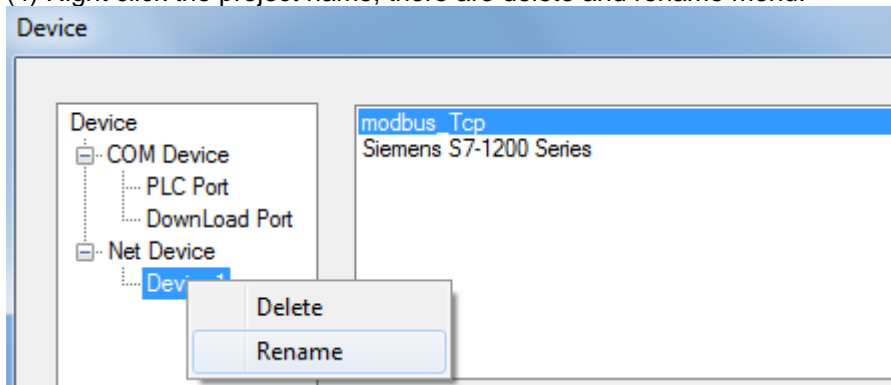 (4) Right click the project name, there are delete and rename menu.
Device
Device
COM Device
PLC Port
DownLoad Port
Net Device
Delete
Rename
modbus_Tcp
Siemens S7-1200 Series